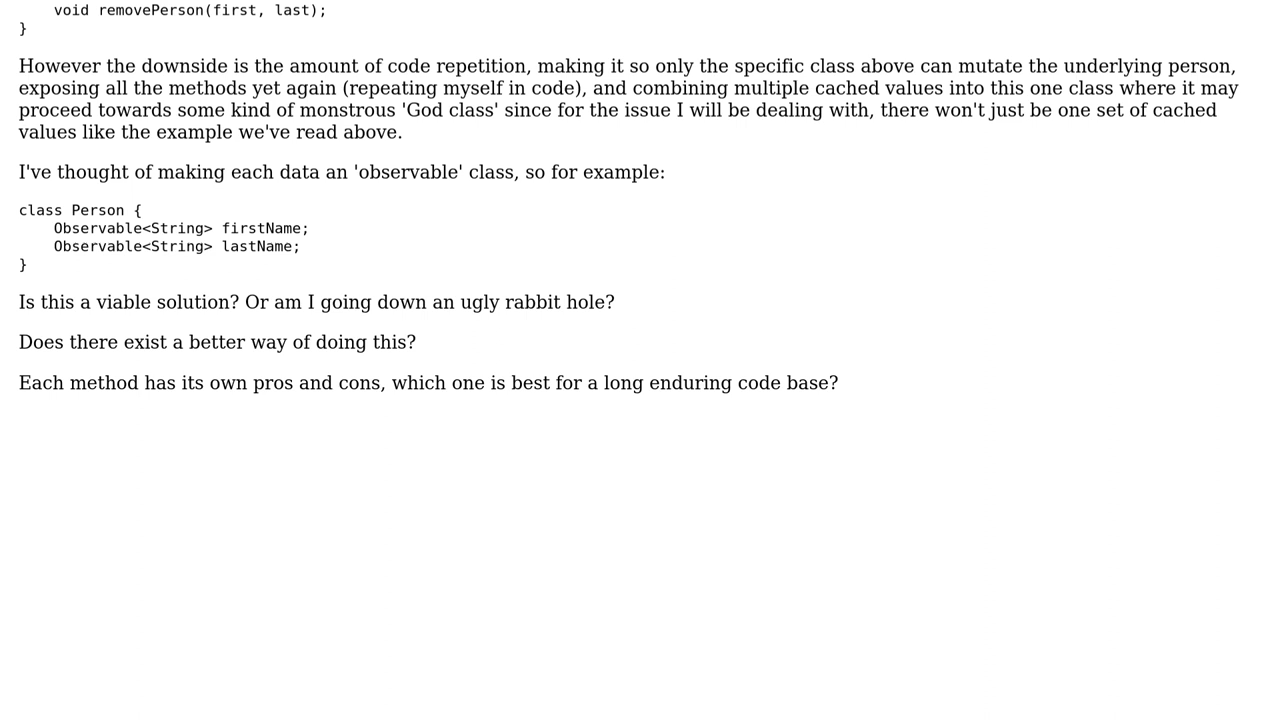 void removePerson(first, last);
}
However the downside is the amount of code repetition, making it so only the specific class above can mutate the underlying person,
exposing all the methods yet again (repeating myself in code), and combining multiple cached values into this one class where it may
proceed towards some kind of monstrous 'God class' since for the issue I will be dealing with, there won't just be one set of cached
values like the example we've read above.
I've thought of making each data an 'observable' class, so for example:
class Person {
    Observable<String> firstName;
    Observable<String> lastName;
}
Is this a viable solution? Or am I going down an ugly rabbit hole?
Does there exist a better way of doing this?
Each method has its own pros and cons, which one is best for a long enduring code base?